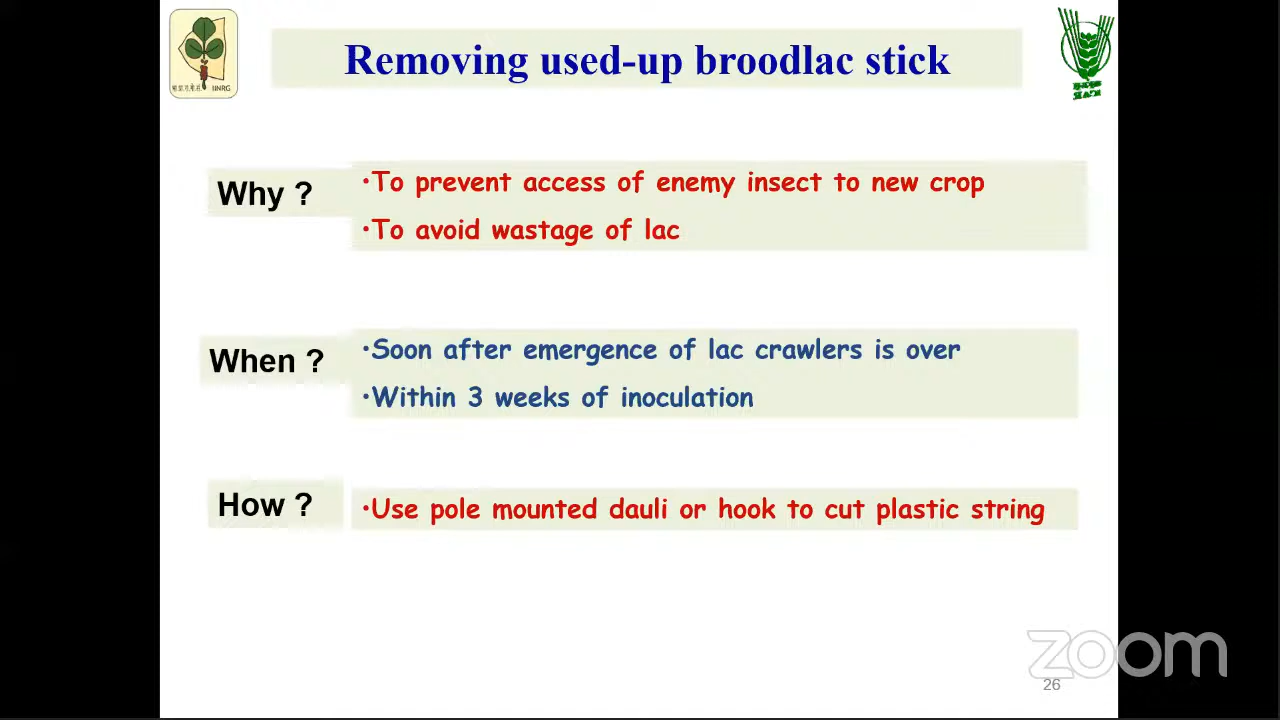 Removing used-up broodlac stick
IINRG
Why ?
•To prevent access of enemy insect to new crop
•To avoid wastage of lac
When ?
•Soon after emergence of lac crawlers is over
•Within 3 weeks of inoculation
How ?
•Use pole mounted dauli or hook to cut plastic string
zoom
26